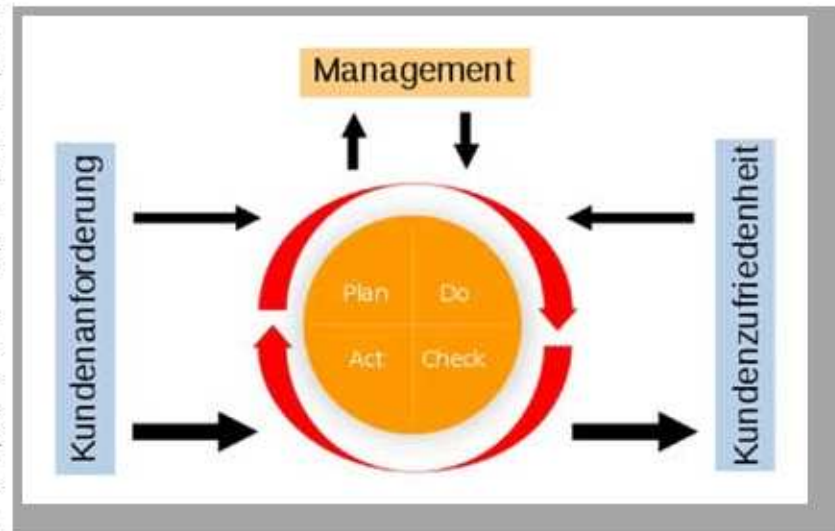 Management
Kundenanforderung
Kundenzufriedenheit
Plan
Do
Act
Check